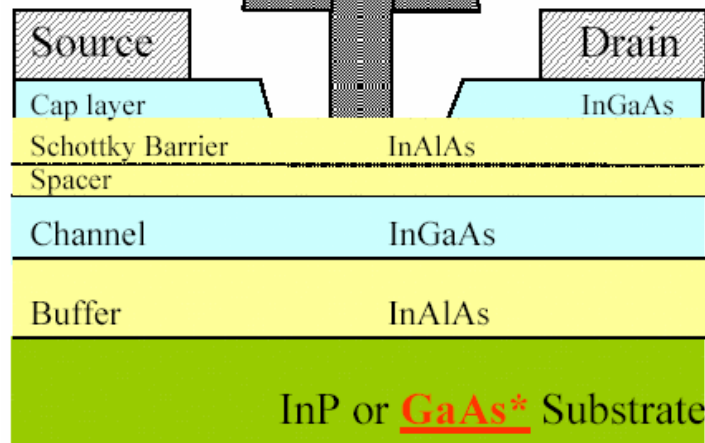 Source Drain
Cap layer InGaAs
Schottky Barrier InAlAs
Spacer
Channel InGaAs
Buffer InAlAs
InP or GaAs* Substrate